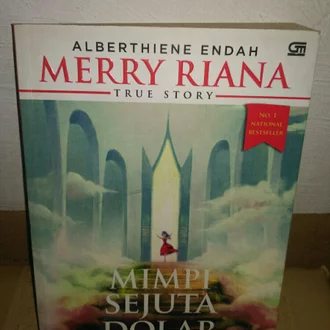 ALBERTHIENE ENDAH
MERRY RIANA
TRUE STORY
NO. 1
NATIONAL
BESTSELLER
MIMPI
SEJUTA
DOLAR